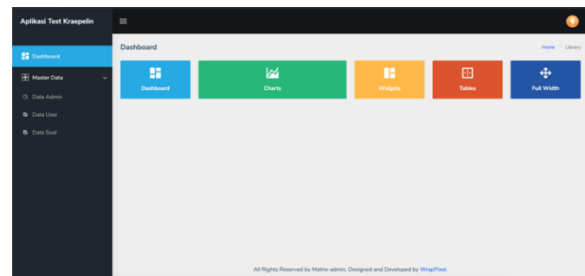 Aplikasi Test Kraepelin
Dashboard
Master Data
Data Admin
Data User
Data Soal
Dashboard
Home / Library
Dashboard
Charts
Widgets
Tables
Full Width
All Rights Reserved by Matrix-admin. Designed and Developed by WrapPixel.